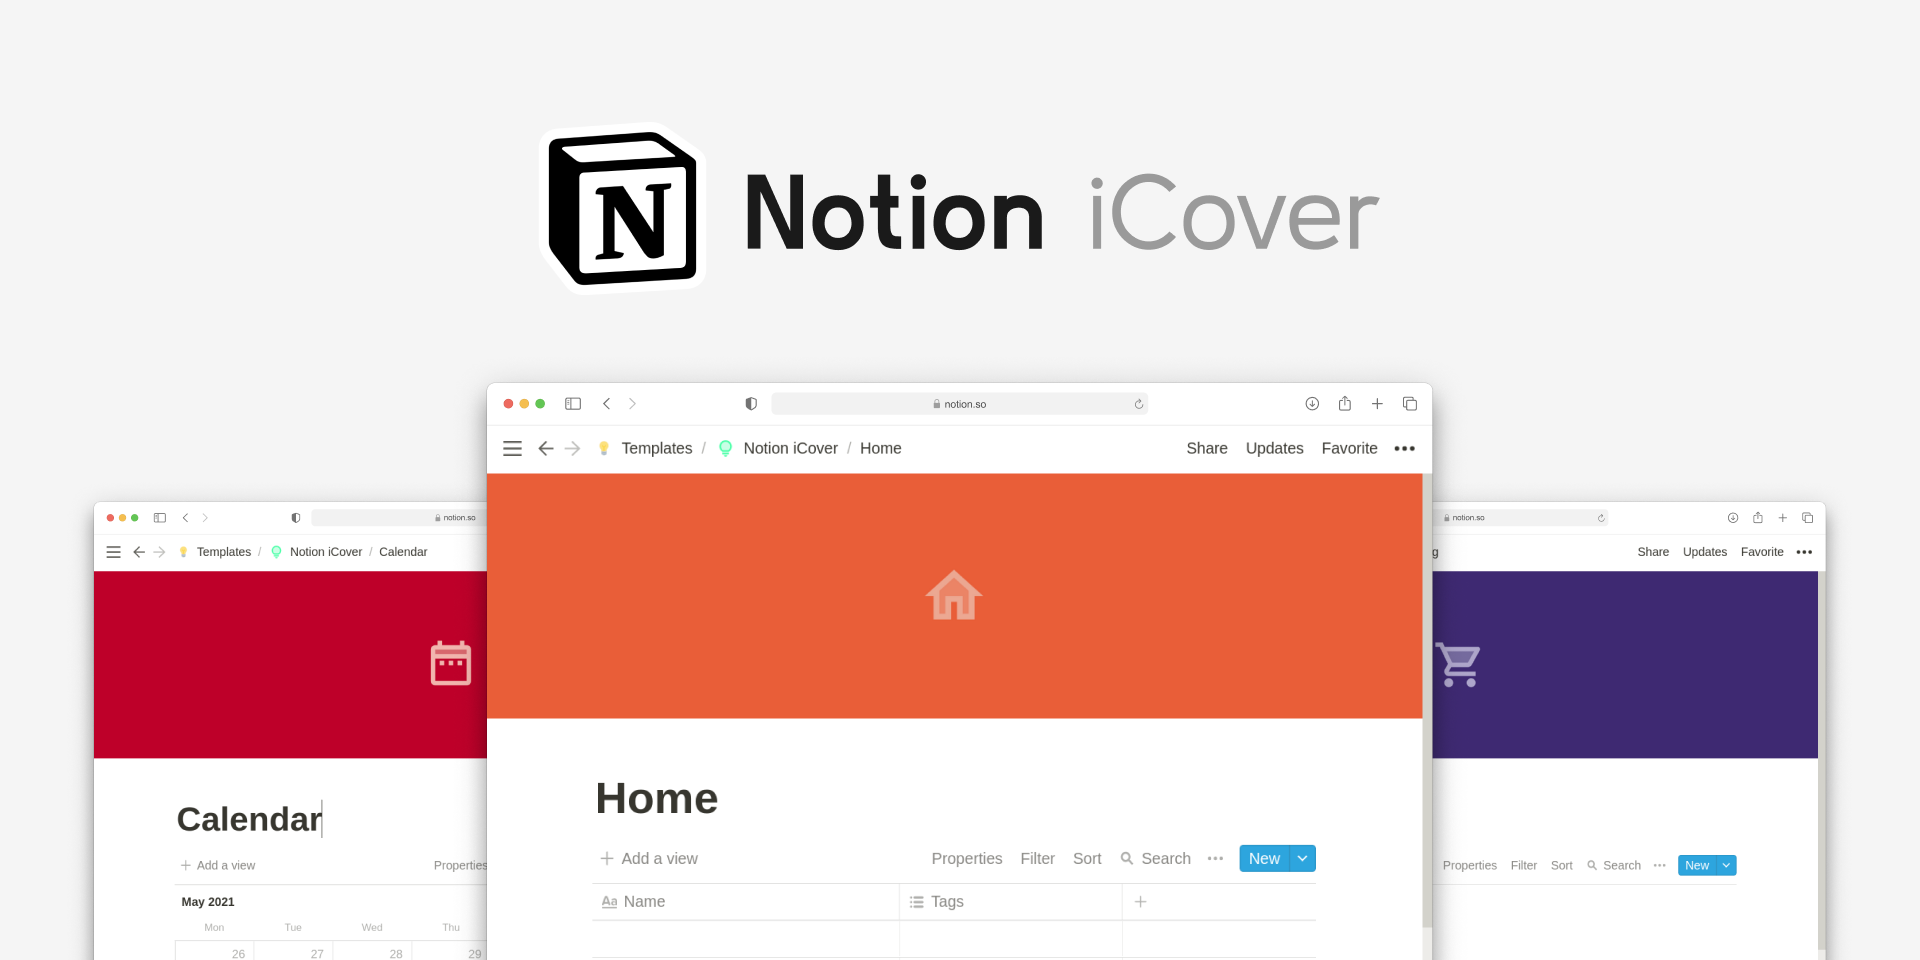 N
Notion iCover
notion.so
Templates / Notion iCover / Home
Share Updates Favorite
Home
Add a view
Properties Filter Sort Search New
Aa Name Tags
notion.so
Templates / Notion iCover / Calendar
Calendar
Add a view Properties
May 2021
Mon Tue Wed Thu
26 27 28 29
notion.so
g Share Updates Favorite
Properties Filter Sort Search New